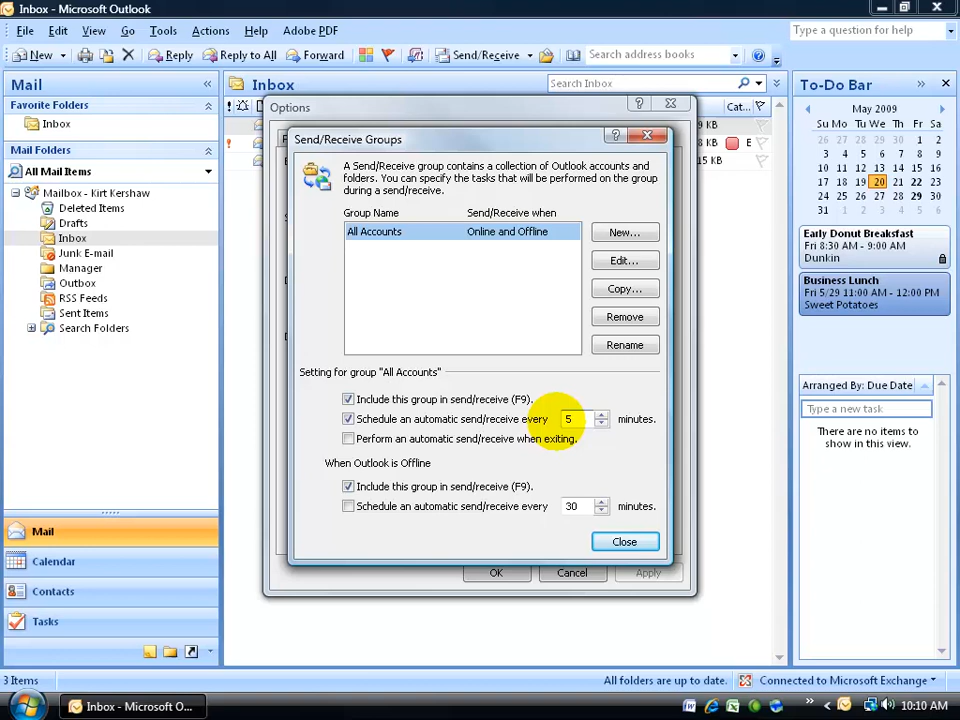 Inbox - Microsoft Outlook
File Edit View Go Tools Actions Help Adobe PDF
Type a question for help
New Reply Reply to All Forward Send/Receive Search address books
Mail
Favorite Folders
Inbox
Mail Folders
All Mail Items
Mailbox - Kirt Kershaw
Deleted Items
Drafts
Inbox
Junk E-mail
Manager
Outbox
RSS Feeds
Sent Items
Search Folders
Mail
Calendar
Contacts
Tasks
Inbox
Search Inbox
Cat...
9 KB
8 KB
15 KB
Options
OK Cancel Apply
Send/Receive Groups
A Send/Receive group contains a collection of Outlook accounts and
folders. You can specify the tasks that will be performed on the group
during a send/receive.
Group Name Send/Receive when
All Accounts Online and Offline
New...
Edit...
Copy...
Remove
Rename
Setting for group "All Accounts"
Include this group in send/receive (F9).
Schedule an automatic send/receive every 5 minutes.
Perform an automatic send/receive when exiting.
When Outlook is Offline
Include this group in send/receive (F9).
Schedule an automatic send/receive every 30 minutes.
Close
To-Do Bar
May 2009
Su Mo Tu We Th Fr Sa
26 26 28 29 30 1 2
3 4 5 6 7 8 9
10 11 12 13 14 15 16
17 18 19 20 21 22 23
24 25 26 27 28 29 30
31 1 2 3 4 5 6
Early Donut Breakfast
Fri 8:30 AM - 9:00 AM
Dunkin
Business Lunch
Fri 5/29 11:00 AM - 12:00 PM
Sweet Potatoes
Arranged By: Due Date
Type a new task
There are no items to
show in this view.
3 Items
All folders are up to date. Connected to Microsoft Exchange
Inbox - Microsoft O...
10:10 AM